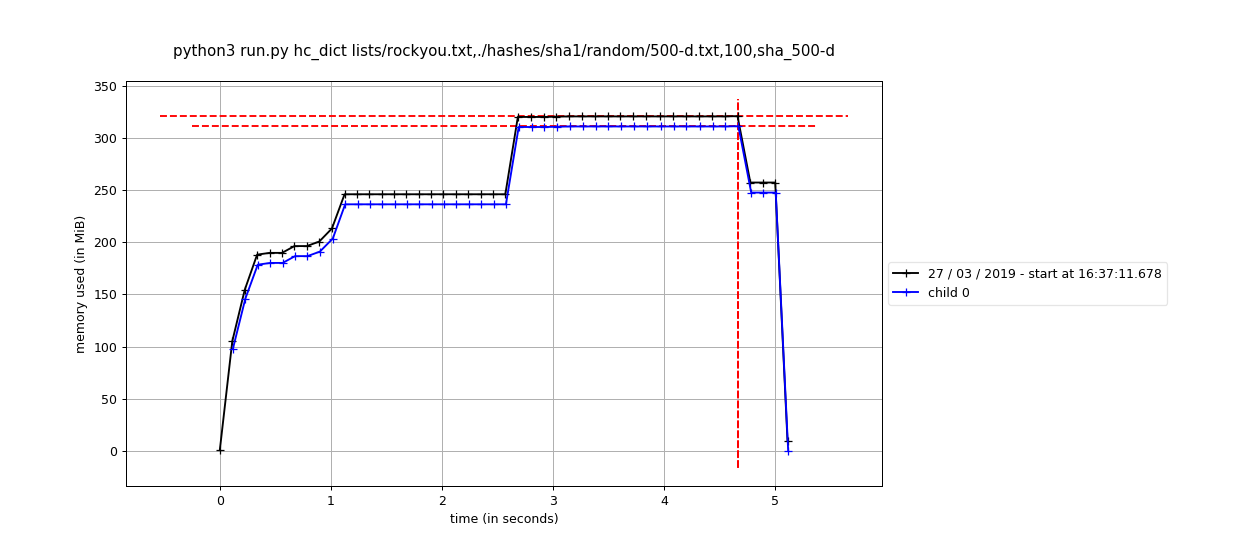 python3 run.py hc_dict lists/rockyou.txt,./hashes/sha1/random/500-d.txt,100,sha_500-d
350
300
250
200
150
100
50
0
memory used (in MiB)
0 1 2 3 4 5
time (in seconds)
27 / 03 / 2019 - start at 16:37:11.678
child 0